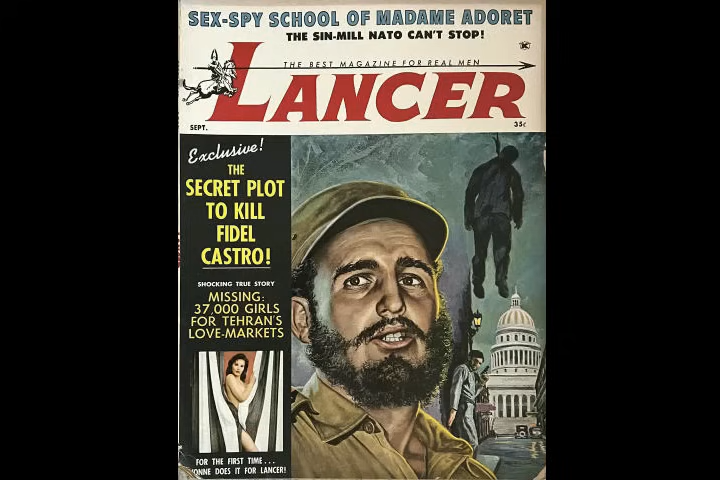 SEX-SPY SCHOOL OF MADAME ADORET
THE SIN-MILL NATO CAN'T STOP!
THE BEST MAGAZINE FOR REAL MEN
LANCER
SEPT.
35¢
Exclusive!
THE
SECRET PLOT
TO KILL
FIDEL
CASTRO!
SHOCKING TRUE STORY
MISSING:
37,000 GIRLS
FOR TEHRAN'S
LOVE-MARKETS
FOR THE FIRST TIME...
DOES IT FOR LANCER!